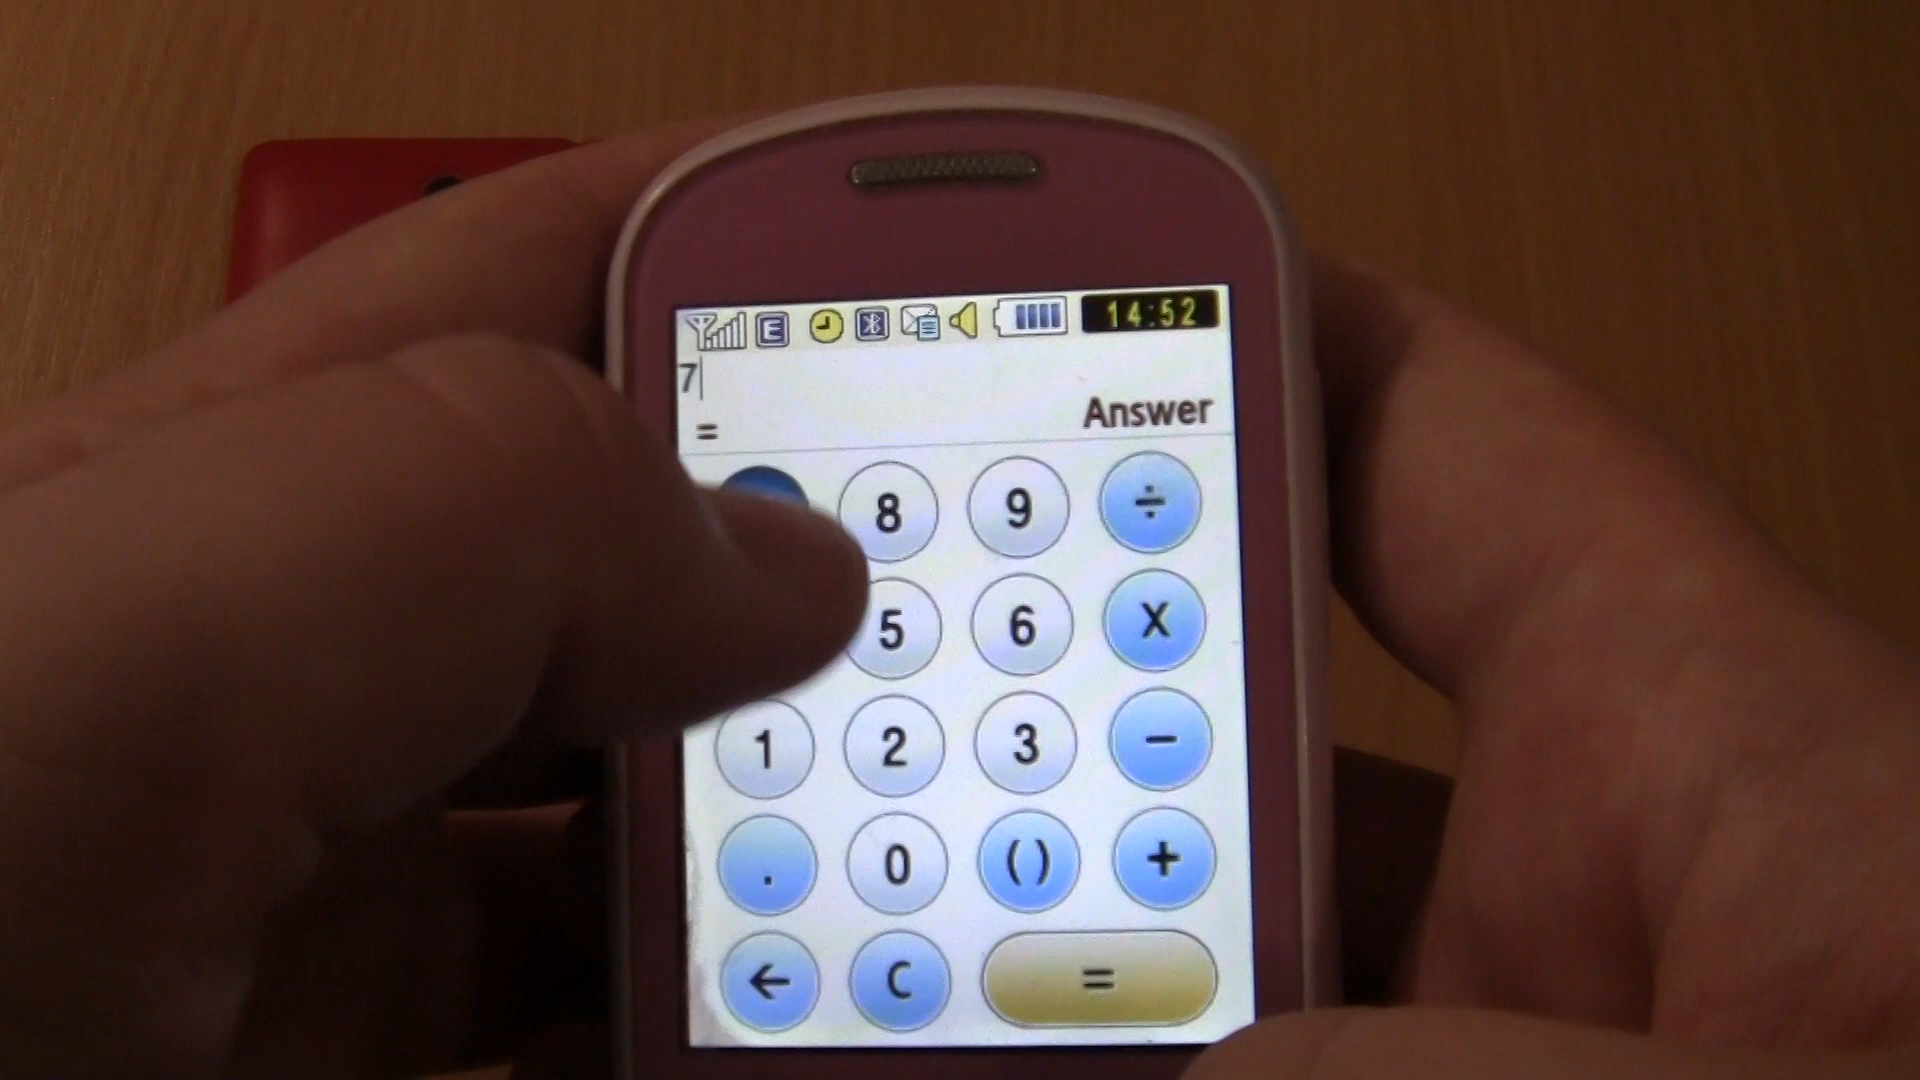 E 14:52
7
= Answer
8 9 ÷
5 6 X
1 2 3 −
. 0 () +
← C =